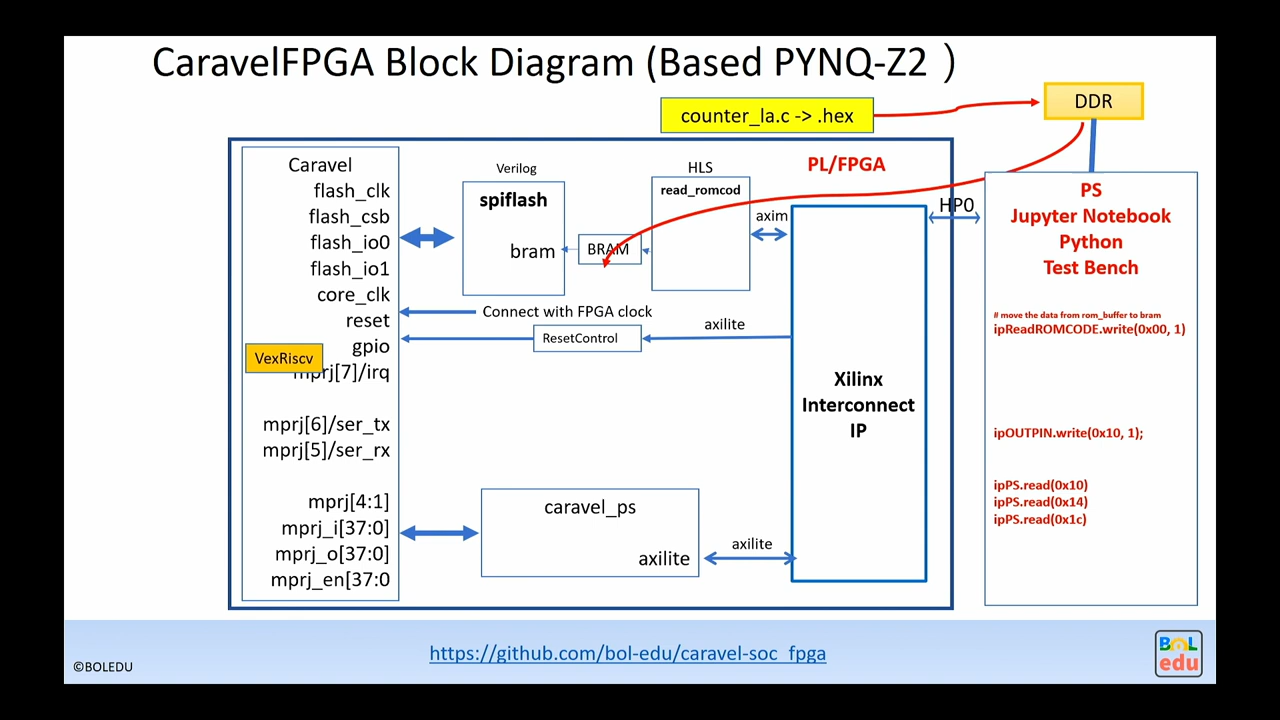 CaravelFPGA Block Diagram (Based PYNQ-Z2 )
counter_la.c -> .hex
DDR
Caravel
flash_clk
flash_csb
flash_io0
flash_io1
core_clk
reset
gpio
VexRiscv
mprj[7]/irq
mprj[6]/ser_tx
mprj[5]/ser_rx
mprj[4:1]
mprj_i[37:0]
mprj_o[37:0]
mprj_en[37:0
Verilog
spiflash
bram
BRAM
HLS
read_romcod
axim
PL/FPGA
HP0
Connect with FPGA clock
ResetControl
axilite
caravel_ps
axilite
axilite
Xilinx
Interconnect
IP
PS
Jupyter Notebook
Python
Test Bench
# move the data from rom_buffer to bram
ipReadROMCODE.write(0x00, 1)
ipOUTPIN.write(0x10, 1);
ipPS.read(0x10)
ipPS.read(0x14)
ipPS.read(0x1c)
©BOLEDU
https://github.com/bol-edu/caravel-soc_fpga
BOL
edu